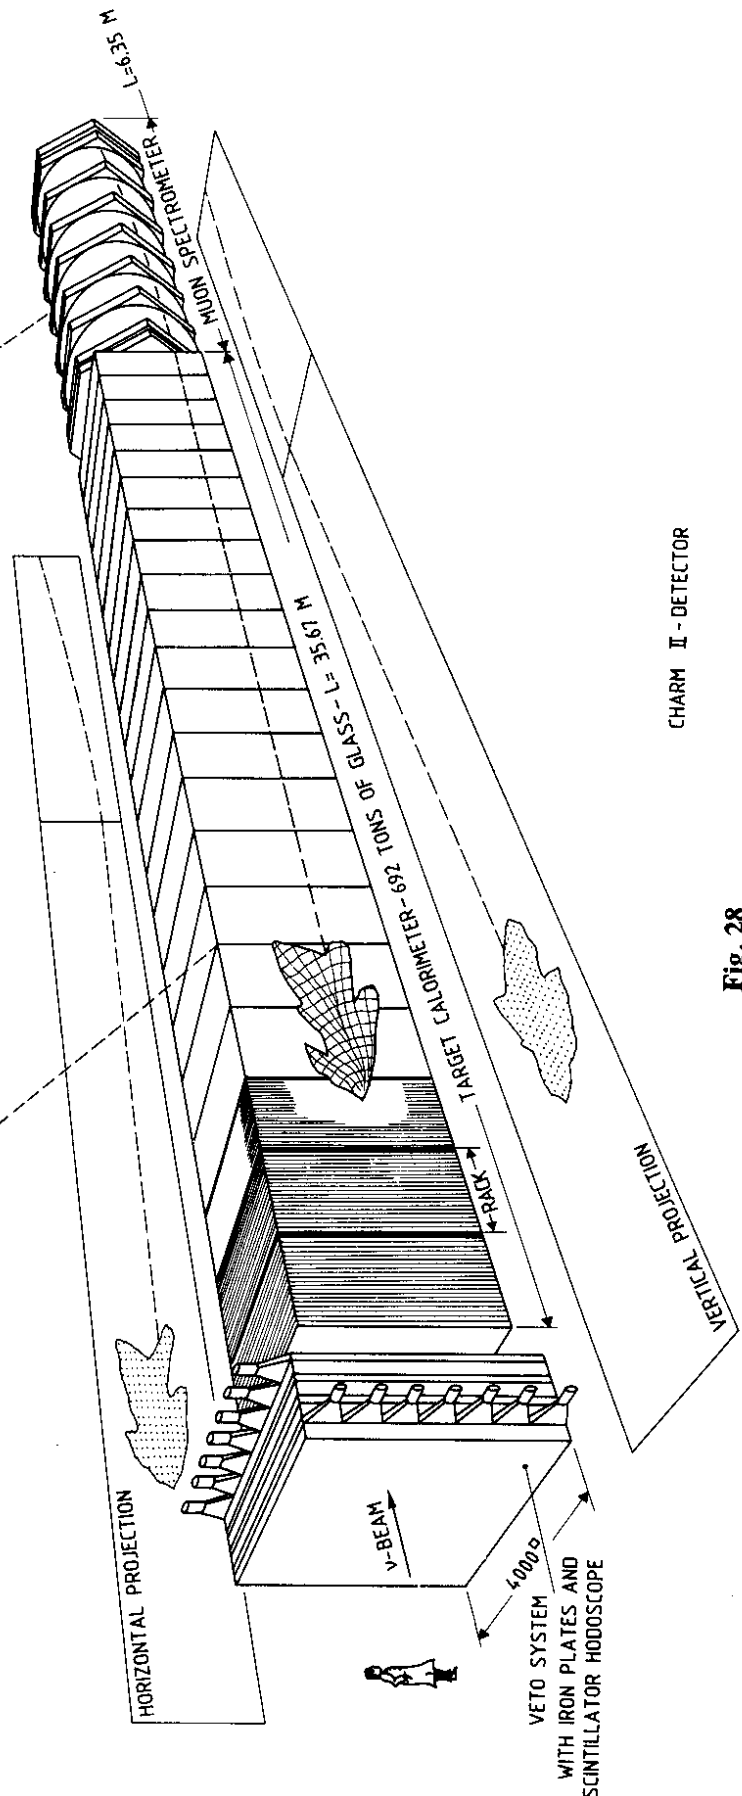 HORIZONTAL PROJECTION
L=6.35 M
MUON SPECTROMETER
TARGET CALORIMETER - 692 TONS OF GLASS - L= 35.67 M
RACK
VERTICAL PROJECTION
ν-BEAM
4000¤
VETO SYSTEM
WITH IRON PLATES AND
SCINTILLATOR HODOSCOPE
CHARM II - DETECTOR
Fig. 28